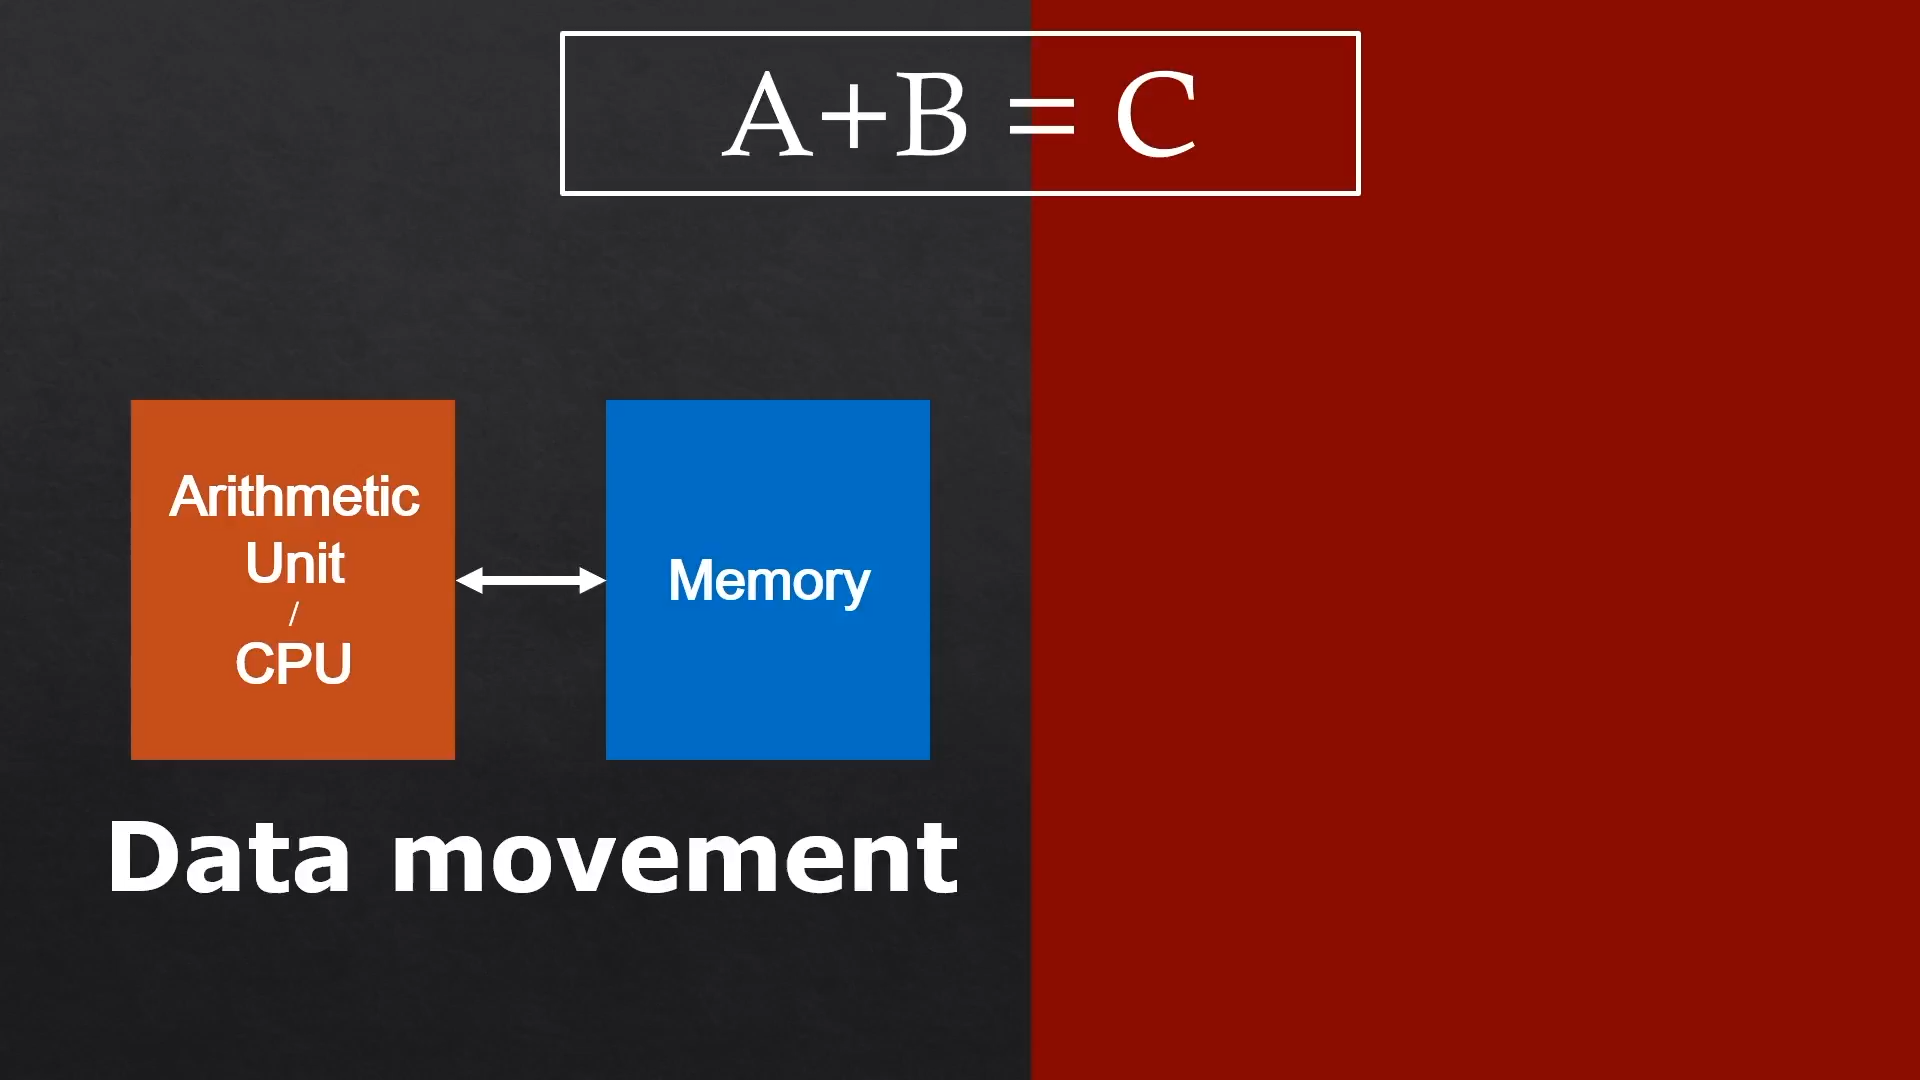 A+B = C
Arithmetic
Unit
/
CPU
Memory
Data movement